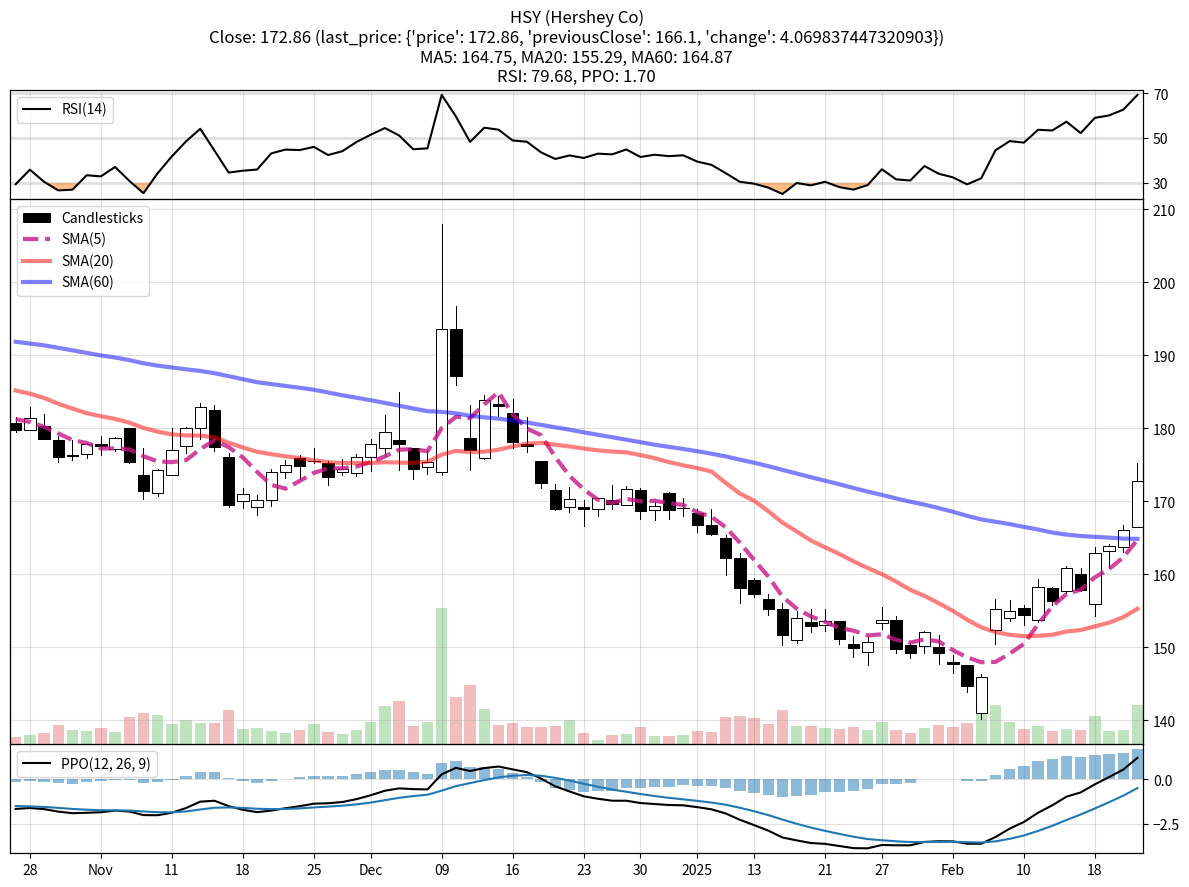 HSY (Hershey Co)
Close: 172.86 (last_price: {'price': 172.86, 'previousClose': 166.1, 'change': 4.069837447320903})
MA5: 164.75, MA20: 155.29, MA60: 164.87
RSI: 79.68, PPO: 1.70
RSI(14)
70
50
30
Candlesticks
SMA(5)
SMA(20)
SMA(60)
210
200
190
180
170
160
150
140
PPO(12, 26, 9)
0.0
−2.5
28 Nov 11 18 25 Dec 09 16 23 30 2025 13 21 27 Feb 10 18